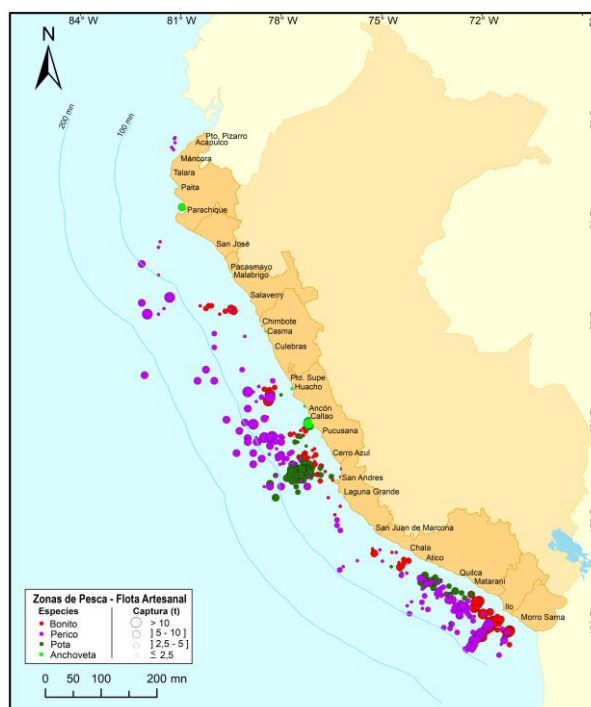 84° W 81°W 78° W 75° W 72° W
N
200 mn
100 mn
Pto. Pizarro
Acapulco
Máncora
Talara
Paita
Parachique
San José
Pacasmayo
Malabrigo
Salaverry
Chimbote
Casma
Culebras
Pto. Supe
Huacho
Ancón
Callao
Pucusana
Cerro Azul
San Andres
Laguna Grande
San Juan de Marcona
Chala
Atico
Quilca
Matarani
Ilo
Morro Sama
Zonas de Pesca - Flota Artesanal
Especies Captura (t)
Bonito > 10
Perico ] 5 - 10 ]
Pota ] 2,5 - 5 ]
Anchoveta ≤ 2,5
0 50 100 200 mn